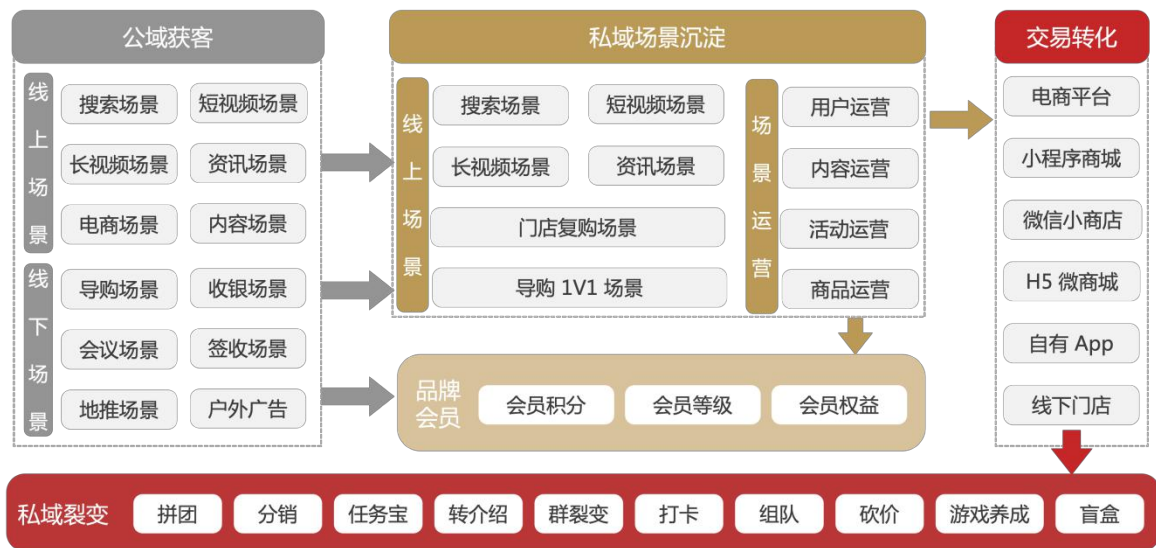 公域获客
线上场景
搜索场景
短视频场景
长视频场景
资讯场景
电商场景
内容场景
线下场景
导购场景
收银场景
会议场景
签收场景
地推场景
户外广告
私域场景沉淀
线上场景
搜索场景
短视频场景
长视频场景
资讯场景
门店复购场景
导购 1V1 场景
场景运营
用户运营
内容运营
活动运营
商品运营
品牌
会员
会员积分
会员等级
会员权益
交易转化
电商平台
小程序商城
微信小商店
H5 微商城
自有 App
线下门店
私域裂变
拼团
分销
任务宝
转介绍
群裂变
打卡
组队
砍价
游戏养成
盲盒